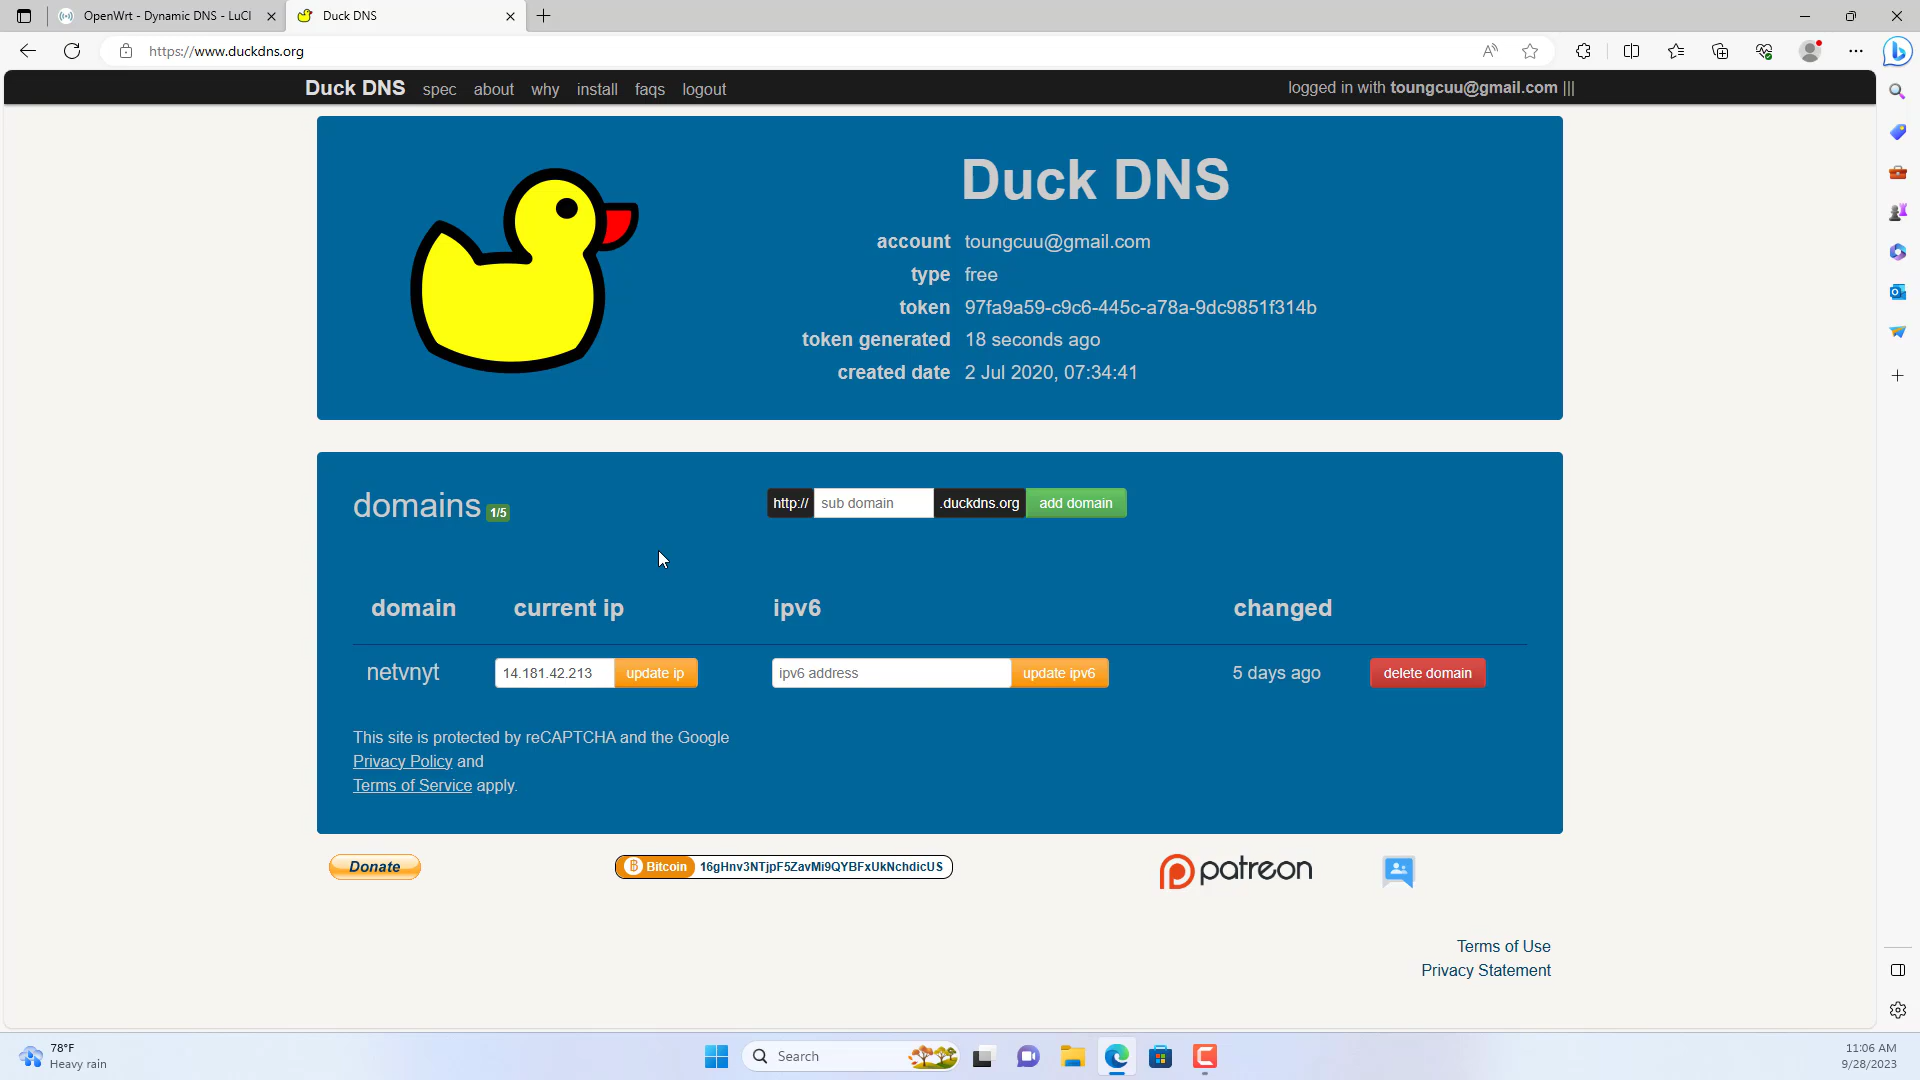 OpenWrt - Dynamic DNS - LuCI
Duck DNS
https://www.duckdns.org
Duck DNS spec about why install faqs logout
logged in with toungcuu@gmail.com |||
Duck DNS
account toungcuu@gmail.com
type free
token 97fa9a59-c9c6-445c-a78a-9dc9851f314b
token generated 18 seconds ago
created date 2 Jul 2020, 07:34:41
domains 1/5
http:// sub domain .duckdns.org add domain
domain current ip ipv6 changed
netvnyt 14.181.42.213 update ip ipv6 address update ipv6 5 days ago delete domain
This site is protected by reCAPTCHA and the Google
Privacy Policy and
Terms of Service apply.
Donate
Bitcoin 16gHnv3NTjpF5ZavMi9QYBFxUkNchdicUS
patreon
Terms of Use
Privacy Statement
78°F
Heavy rain
Search
11:06 AM
9/28/2023